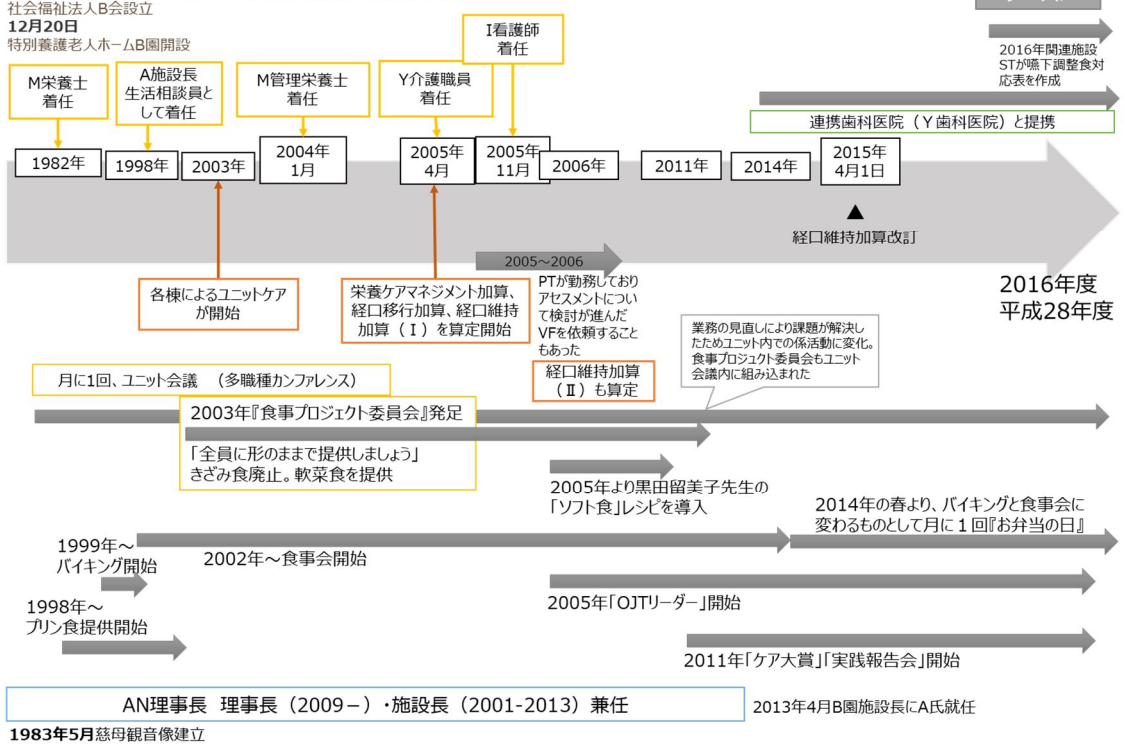 社会福祉法人B会設立
12月20日
特別養護老人ホームB園開設
M栄養士
着任
A施設長
生活相談員と
して着任
M管理栄養士
着任
Y介護職員
着任
I看護師
着任
2016年関連施設
STが嚥下調整食対
応表を作成
連携歯科医院（Y歯科医院）と提携
1982年
1998年
2003年
2004年
1月
2005年
4月
2005年
11月
2006年
2011年
2014年
2015年
4月1日
▲
経口維持加算改訂
2016年度
平成28年度
各棟によるユニットケア
が開始
栄養ケアマネジメント加算、
経口移行加算、経口維持
加算（Ⅰ）を算定開始
2005～2006
PTが勤務しており
アセスメントについ
て検討が進んだ
VFを依頼すること
もあった
経口維持加算
（Ⅱ）も算定
業務の見直しにより課題が解決し
たためユニット内での係活動に変化。
食事プロジェクト委員会もユニット
会議内に組み込まれた
月に1回、ユニット会議　（多職種カンファレンス）
2003年『食事プロジェクト委員会』発足
「全員に形のままで提供しましょう」
きざみ食廃止。軟菜食を提供
2005年より黒田留美子先生の
「ソフト食」レシピを導入
2014年の春より、バイキングと食事会に
変わるものとして月に１回『お弁当の日』
1999年～
バイキング開始
2002年～食事会開始
1998年～
プリン食提供開始
2005年「OJTリーダー」開始
2011年「ケア大賞」「実践報告会」開始
AN理事長 理事長（2009－）・施設長（2001-2013）兼任
2013年4月B園施設長にA氏就任
1983年5月慈母観音像建立